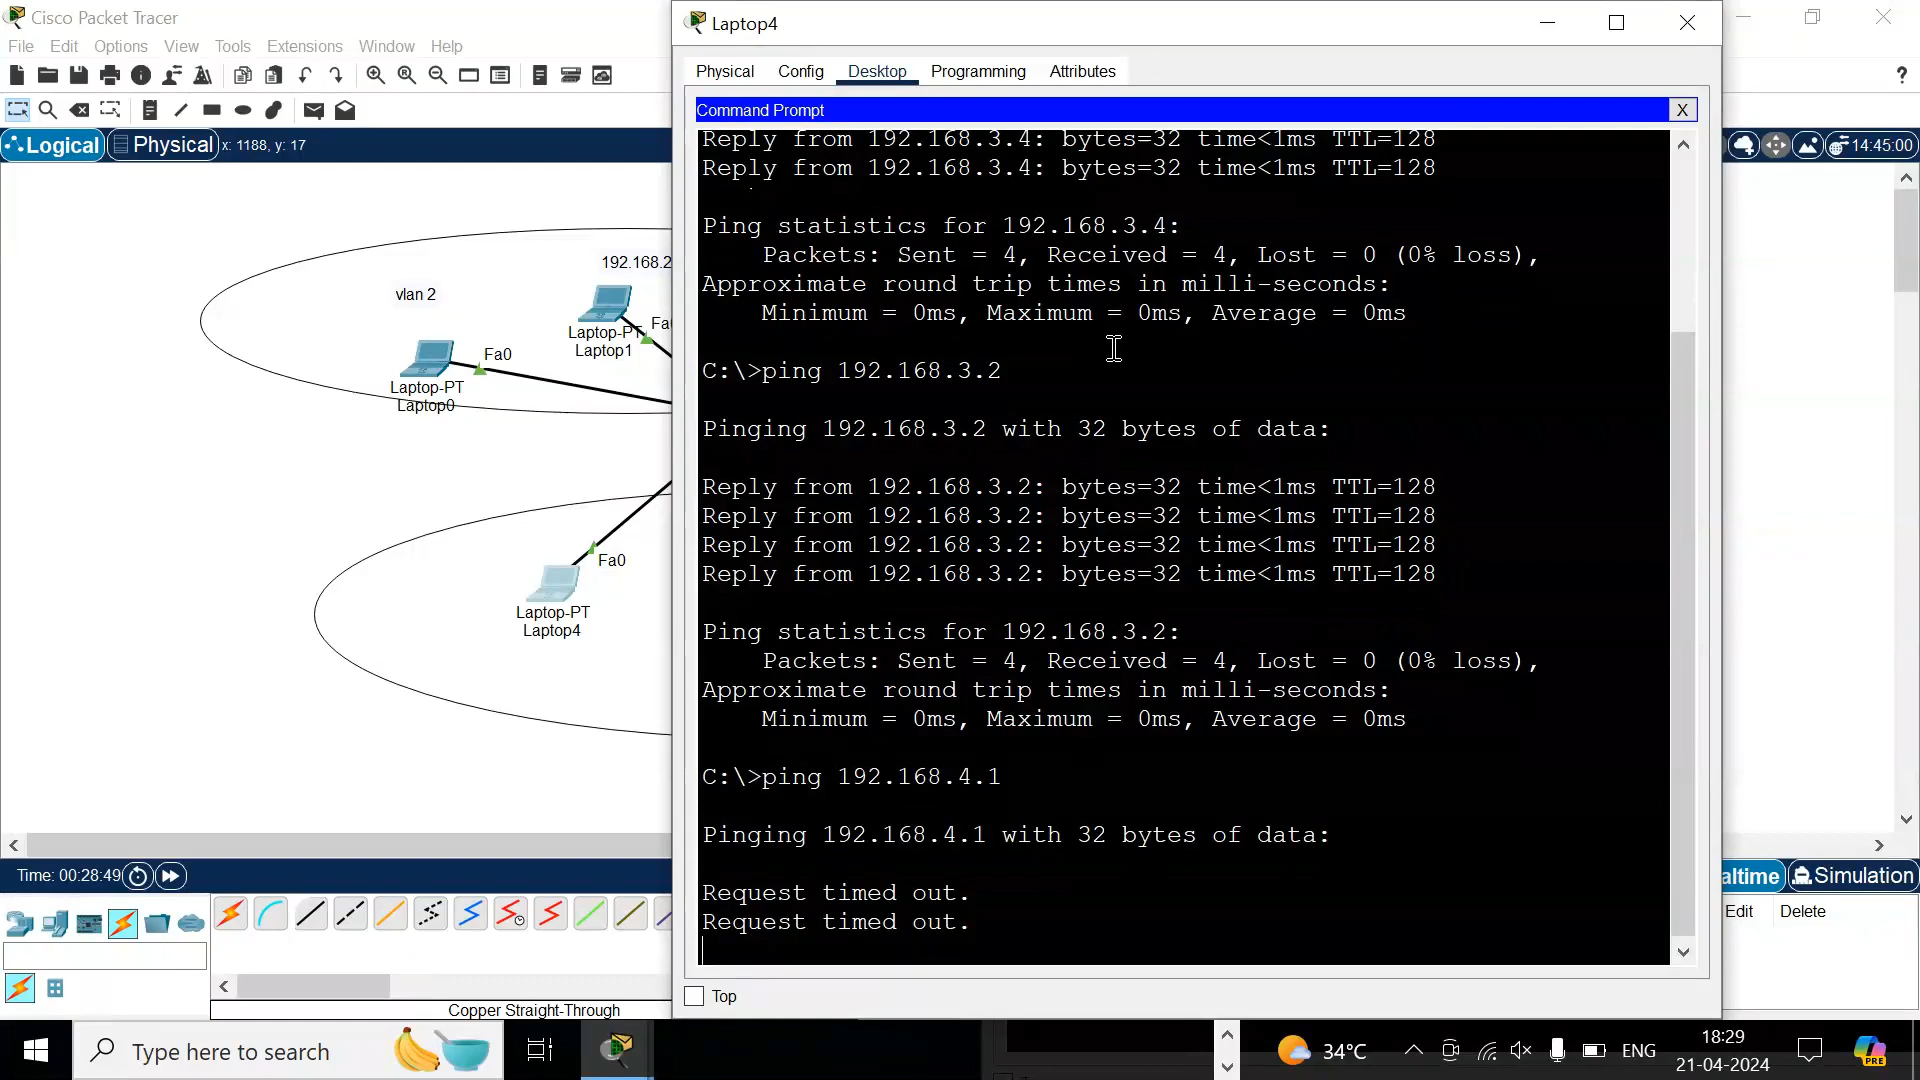 Cisco Packet Tracer
File Edit Options View Tools Extensions Window Help
Logical Physical x: 1188, y: 17
14:45:00
vlan 2
192.168.2
Laptop-PT
Laptop1
Fa0
Laptop-PT
Laptop0
Fa0
Laptop-PT
Laptop4
Time: 00:28:49
Copper Straight-Through
Laptop4
Physical Config Desktop Programming Attributes
Command Prompt X
Reply from 192.168.3.4: bytes=32 time<1ms TTL=128
Reply from 192.168.3.4: bytes=32 time<1ms TTL=128
Ping statistics for 192.168.3.4:
Packets: Sent = 4, Received = 4, Lost = 0 (0% loss),
Approximate round trip times in milli-seconds:
Minimum = 0ms, Maximum = 0ms, Average = 0ms
C:\>ping 192.168.3.2
Pinging 192.168.3.2 with 32 bytes of data:
Reply from 192.168.3.2: bytes=32 time<1ms TTL=128
Reply from 192.168.3.2: bytes=32 time<1ms TTL=128
Reply from 192.168.3.2: bytes=32 time<1ms TTL=128
Reply from 192.168.3.2: bytes=32 time<1ms TTL=128
Ping statistics for 192.168.3.2:
Packets: Sent = 4, Received = 4, Lost = 0 (0% loss),
Approximate round trip times in milli-seconds:
Minimum = 0ms, Maximum = 0ms, Average = 0ms
C:\>ping 192.168.4.1
Pinging 192.168.4.1 with 32 bytes of data:
Request timed out.
Request timed out.
Top
altime Simulation
Edit Delete
Type here to search
34°C
ENG
18:29
21-04-2024
PRE